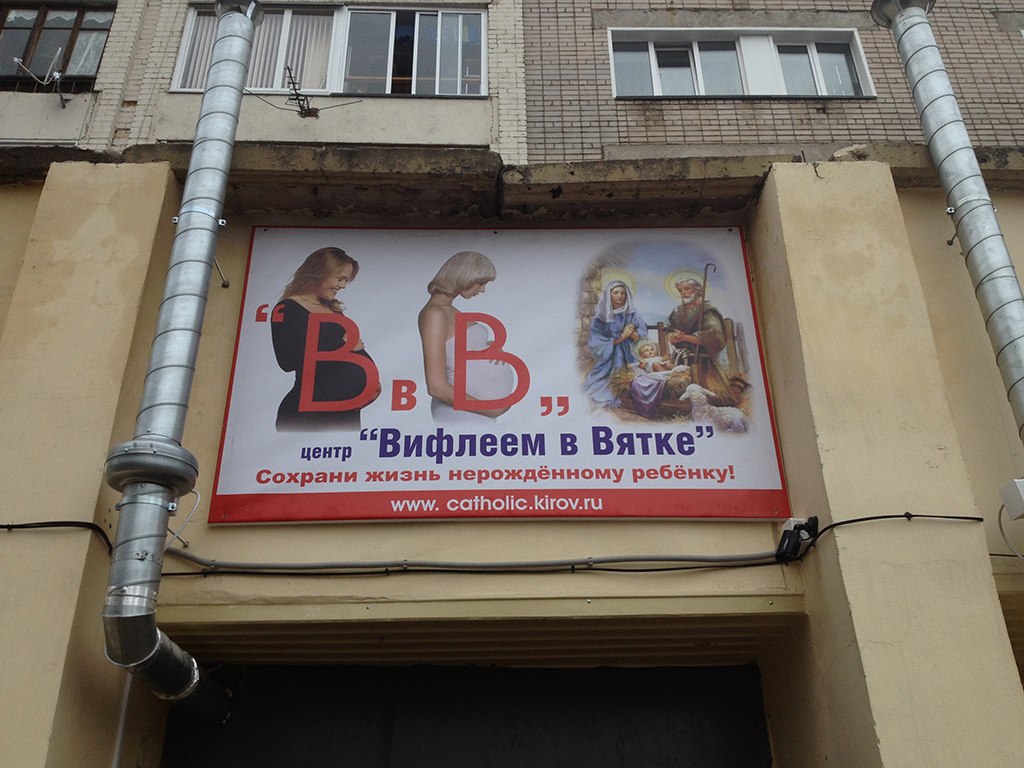 “В в В„
центр “Вифлеем в Вятке”
Сохрани жизнь нерождённому ребёнку!
www. catholic.kirov.ru